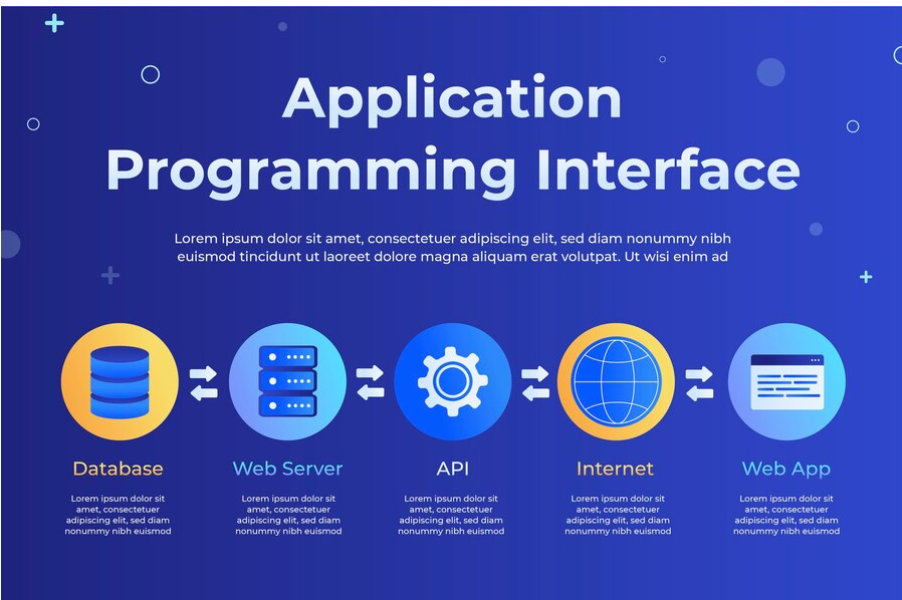 Application
Programming Interface
Lorem ipsum dolor sit amet, consectetuer adipiscing elit, sed diam nonummy nibh
euismod tincidunt ut laoreet dolore magna aliquam erat volutpat. Ut wisi enim ad
Database
Lorem ipsum dolor sit
amet, consectetuer
adipiscing elit, sed diam
nonummy nibh euismod
Web Server
Lorem ipsum dolor sit
amet, consectetuer
adipiscing elit, sed diam
nonummy nibh euismod
API
Lorem ipsum dolor sit
amet, consectetuer
adipiscing elit, sed diam
nonummy nibh euismod
Internet
Lorem ipsum dolor sit
amet, consectetuer
adipiscing elit, sed diam
nonummy nibh euismod
Web App
Lorem ipsum dolor sit
amet, consectetuer
adipiscing elit, sed diam
nonummy nibh euismod